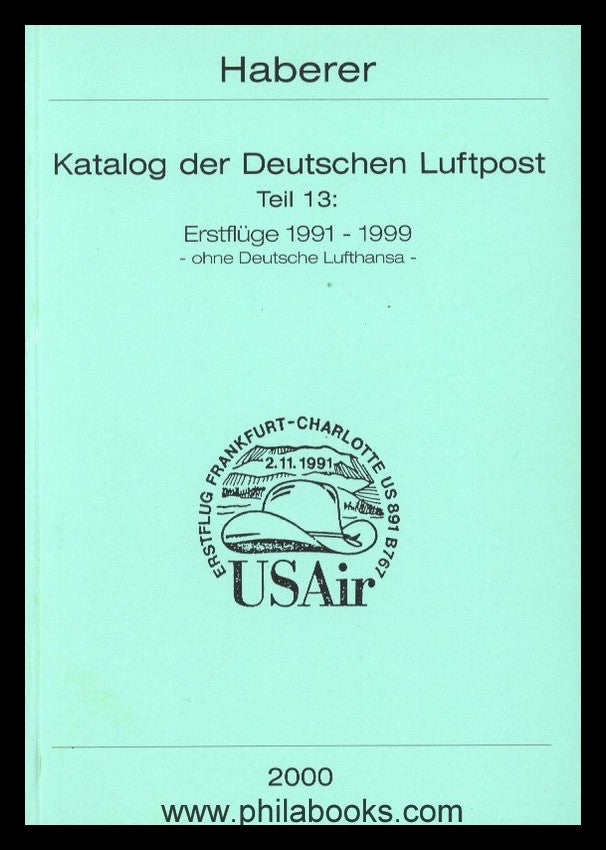 Haberer
Katalog der Deutschen Luftpost
Teil 13:
Erstflüge 1991 - 1999
- ohne Deutsche Lufthansa -
ERSTFLUG FRANKFURT-CHARLOTTE US 891 B767
2.11.1991
USAir
2000
www.philabooks.com